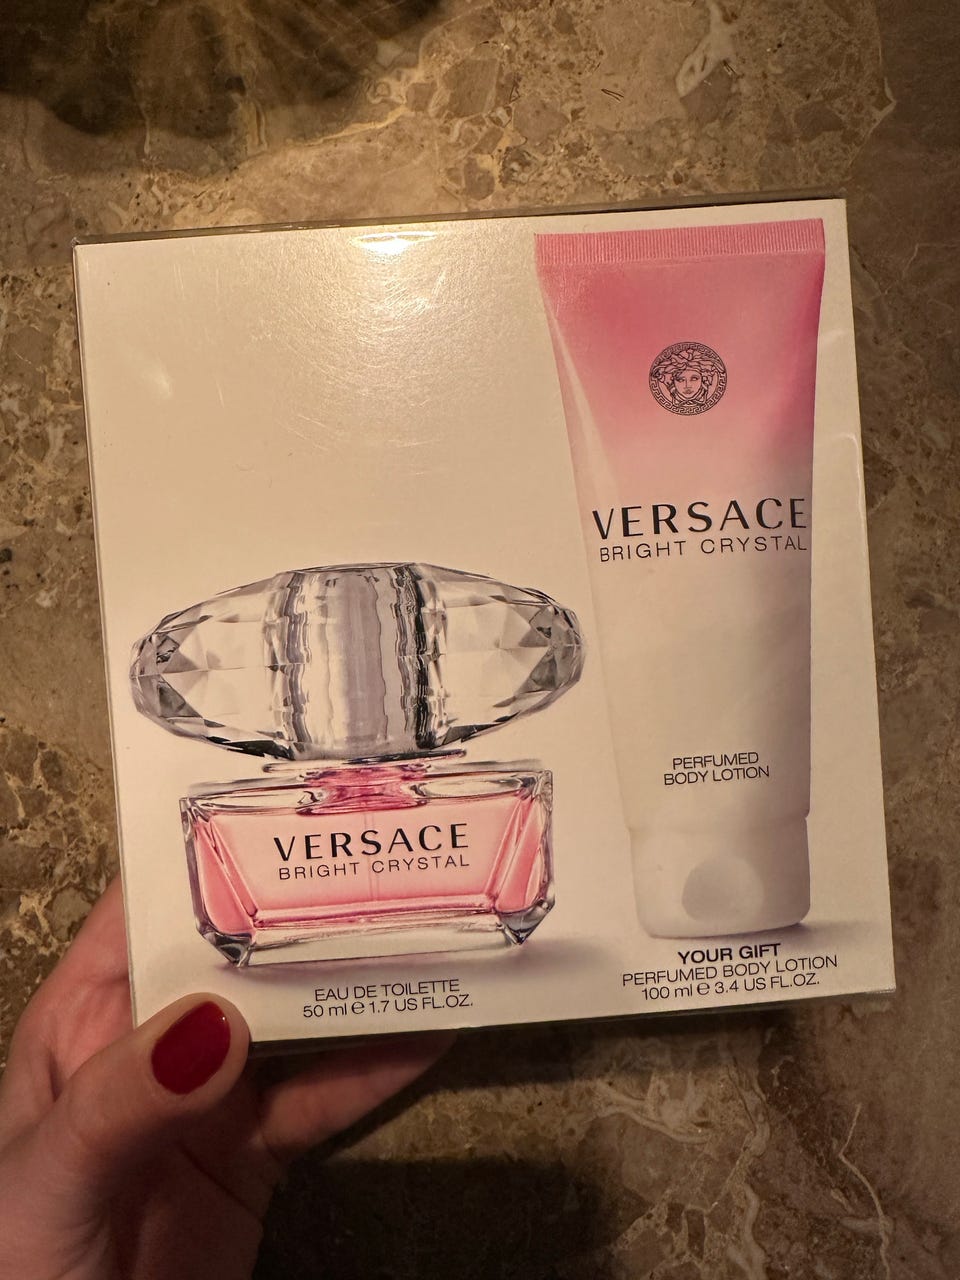 VERSACE
BRIGHT CRYSTAL
PERFUMED
BODY LOTION
VERSACE
BRIGHT CRYSTAL
EAU DE TOILETTE
50 ml ℮ 1.7 US FL.OZ.
YOUR GIFT
PERFUMED BODY LOTION
100 ml ℮ 3.4 US FL.OZ.